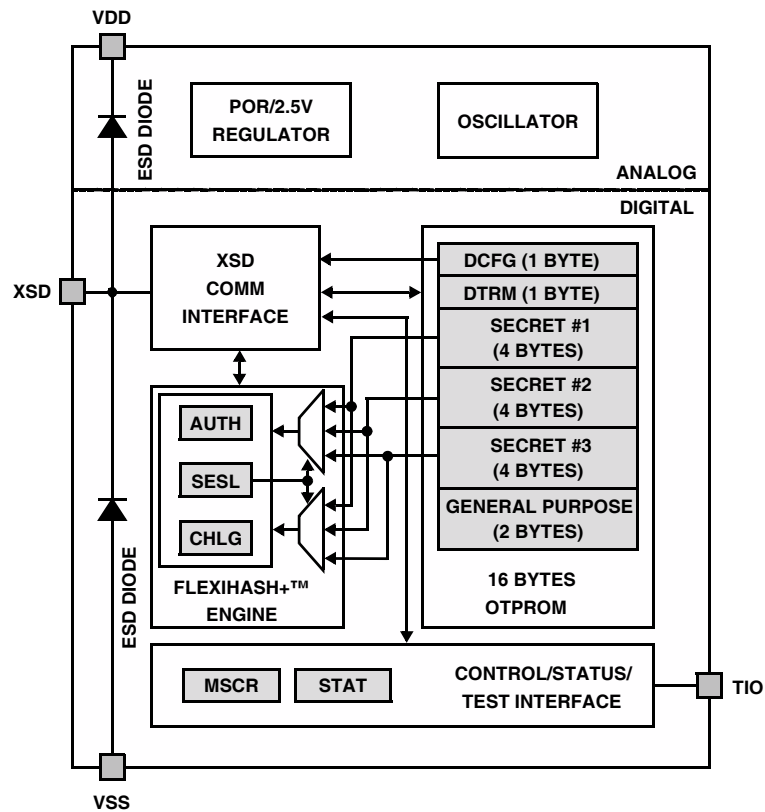 VDD
ESD DIODE
POR/2.5V
REGULATOR
OSCILLATOR
ANALOG
DIGITAL
XSD
XSD
COMM
INTERFACE
DCFG (1 BYTE)
DTRM (1 BYTE)
SECRET #1
(4 BYTES)
SECRET #2
(4 BYTES)
SECRET #3
(4 BYTES)
GENERAL PURPOSE
(2 BYTES)
16 BYTES
OTPROM
AUTH
SESL
CHLG
FLEXIHASH+™
ENGINE
ESD DIODE
MSCR
STAT
CONTROL/STATUS/
TEST INTERFACE
TIO
VSS